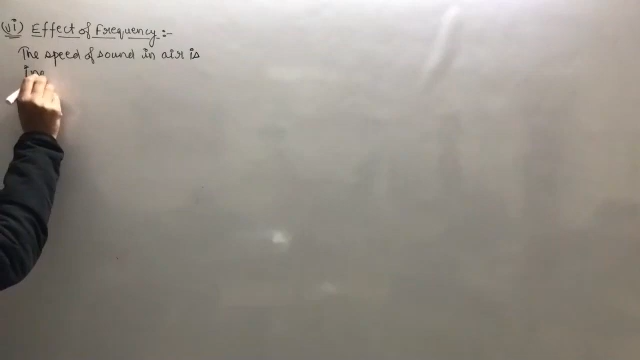 (vi) Effect of Frequency :-
The speed of sound in air is